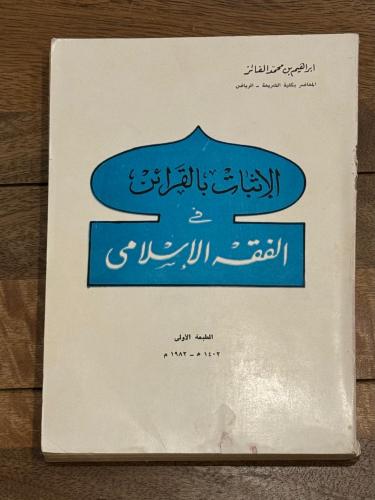 ابراهيم بن محمد الفائز
المحاضر بكلية الشريعة - الرياض
الإثبات بالقرائن
في
الفقه الإسلامي
الطبعة الأولى
١٤٠٢ هـ - ١٩٨٢ م